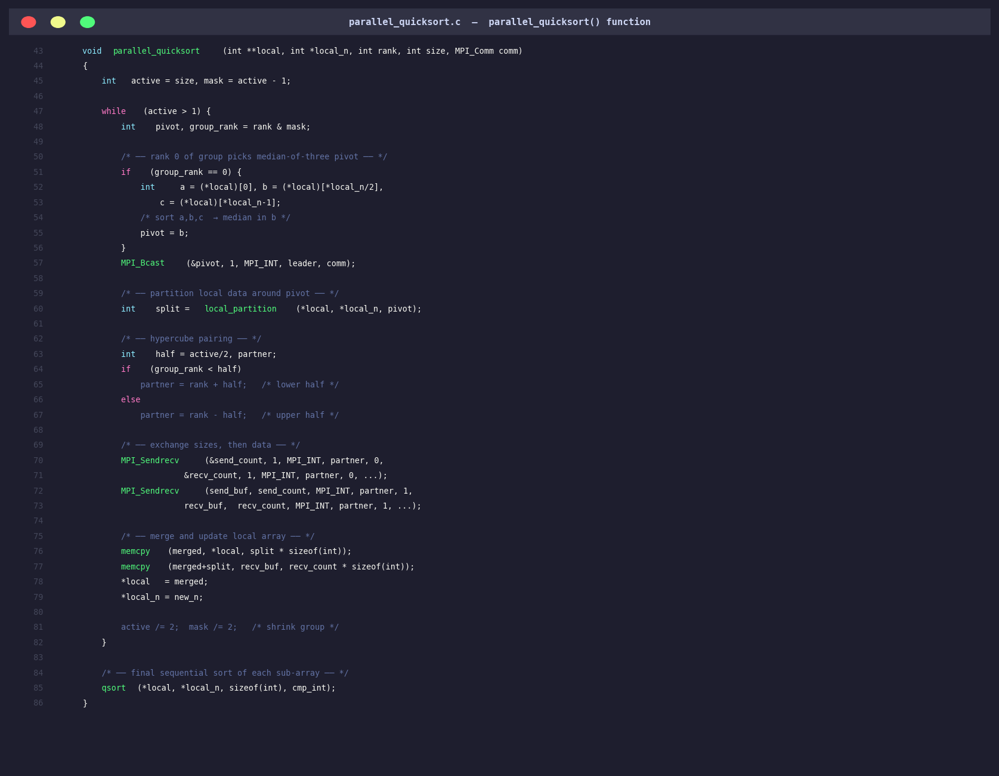 parallel_quicksort.c — parallel_quicksort() function
43 void parallel_quicksort (int **local, int *local_n, int rank, int size, MPI_Comm comm)
44 {
45 int active = size, mask = active - 1;
46
47 while (active > 1) {
48 int pivot, group_rank = rank & mask;
49
50 /* —— rank 0 of group picks median-of-three pivot —— */
51 if (group_rank == 0) {
52 int a = (*local)[0], b = (*local)[*local_n/2],
53 c = (*local)[*local_n-1];
54 /* sort a,b,c → median in b */
55 pivot = b;
56 }
57 MPI_Bcast (&pivot, 1, MPI_INT, leader, comm);
58
59 /* —— partition local data around pivot —— */
60 int split = local_partition (*local, *local_n, pivot);
61
62 /* —— hypercube pairing —— */
63 int half = active/2, partner;
64 if (group_rank < half)
65 partner = rank + half; /* lower half */
66 else
67 partner = rank - half; /* upper half */
68
69 /* —— exchange sizes, then data —— */
70 MPI_Sendrecv (&send_count, 1, MPI_INT, partner, 0,
71 &recv_count, 1, MPI_INT, partner, 0, ...);
72 MPI_Sendrecv (send_buf, send_count, MPI_INT, partner, 1,
73 recv_buf, recv_count, MPI_INT, partner, 1, ...);
74
75 /* —— merge and update local array —— */
76 memcpy (merged, *local, split * sizeof(int));
77 memcpy (merged+split, recv_buf, recv_count * sizeof(int));
78 *local = merged;
79 *local_n = new_n;
80
81 active /= 2; mask /= 2; /* shrink group */
82 }
83
84 /* —— final sequential sort of each sub-array —— */
85 qsort (*local, *local_n, sizeof(int), cmp_int);
86 }